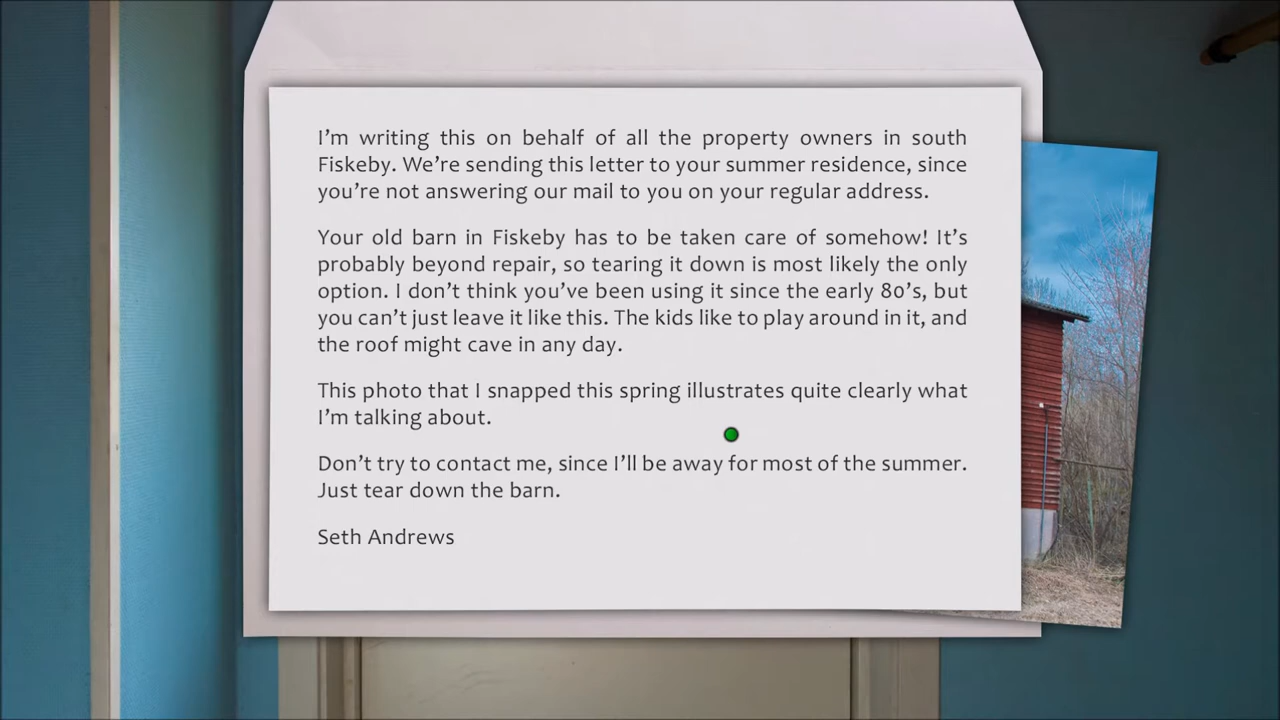 I’m writing this on behalf of all the property owners in south
Fiskeby. We’re sending this letter to your summer residence, since
you’re not answering our mail to you on your regular address.
Your old barn in Fiskeby has to be taken care of somehow! It’s
probably beyond repair, so tearing it down is most likely the only
option. I don’t think you’ve been using it since the early 80’s, but
you can’t just leave it like this. The kids like to play around in it, and
the roof might cave in any day.
This photo that I snapped this spring illustrates quite clearly what
I’m talking about.
Don’t try to contact me, since I’ll be away for most of the summer.
Just tear down the barn.
Seth Andrews